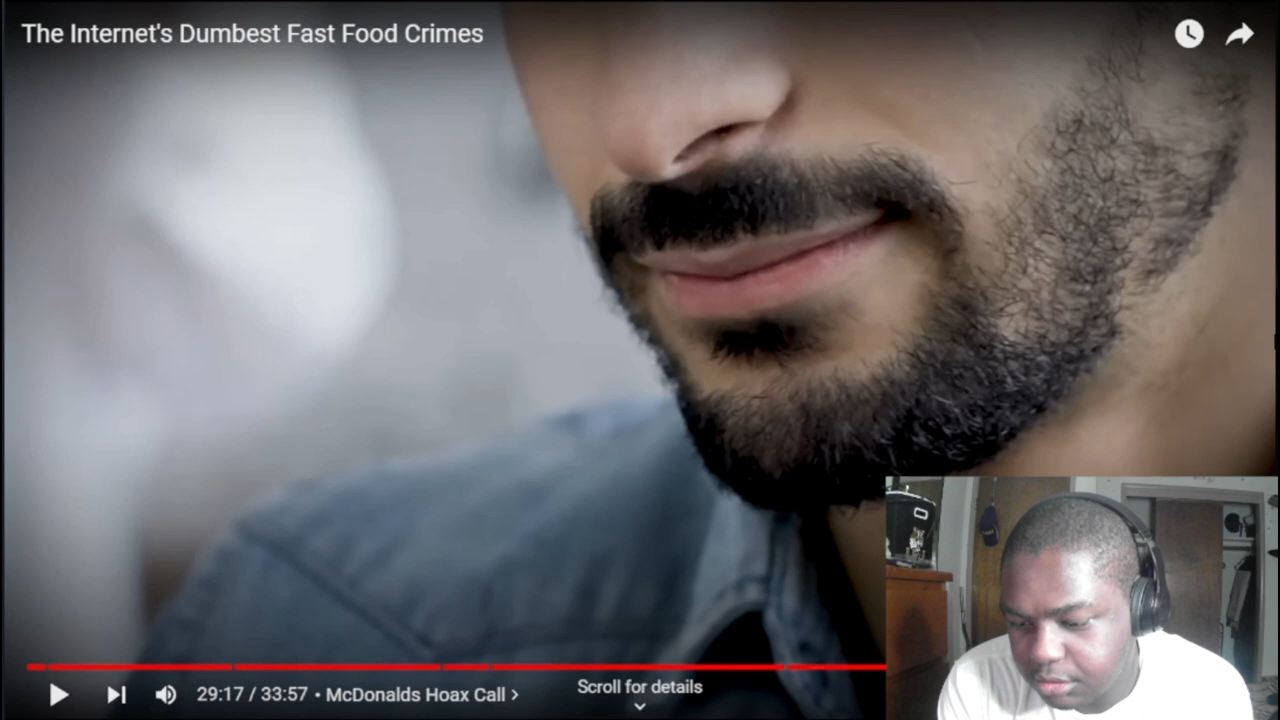 The Internet's Dumbest Fast Food Crimes
29:17 / 33:57 • McDonalds Hoax Call >
Scroll for details